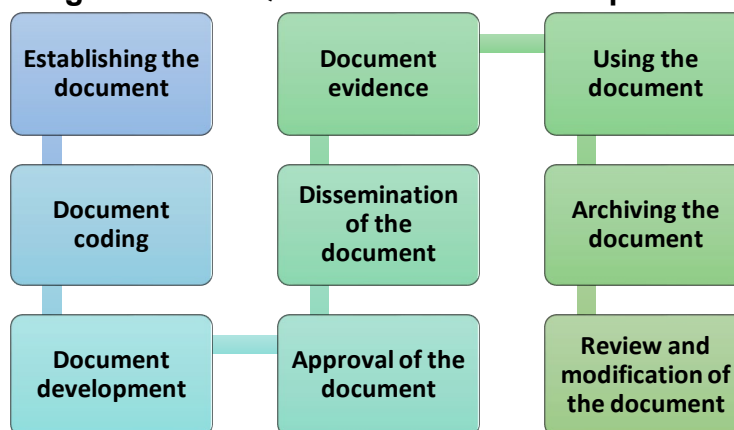 Establishing the
document
Document
coding
Document
development
Approval of the
document
Dissemination
of the
document
Document
evidence
Using the
document
Archiving the
document
Review and
modification of
the document